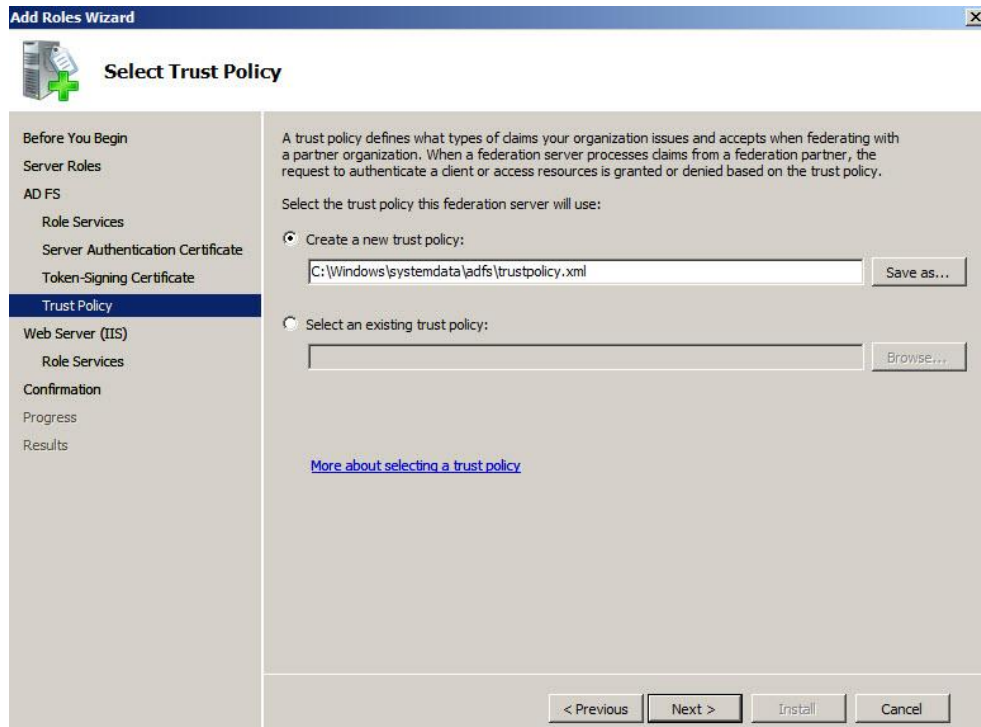 Add Roles Wizard
Select Trust Policy
Before You Begin
Server Roles
AD FS
Role Services
Server Authentication Certificate
Token-Signing Certificate
Trust Policy
Web Server (IIS)
Role Services
Confirmation
Progress
Results
A trust policy defines what types of claims your organization issues and accepts when federating with
a partner organization. When a federation server processes claims from a federation partner, the
request to authenticate a client or access resources is granted or denied based on the trust policy.
Select the trust policy this federation server will use:
Create a new trust policy:
C:\Windows\systemdata\adfs\trustpolicy.xml
Save as...
Select an existing trust policy:
Browse...
More about selecting a trust policy
< Previous
Next >
Install
Cancel